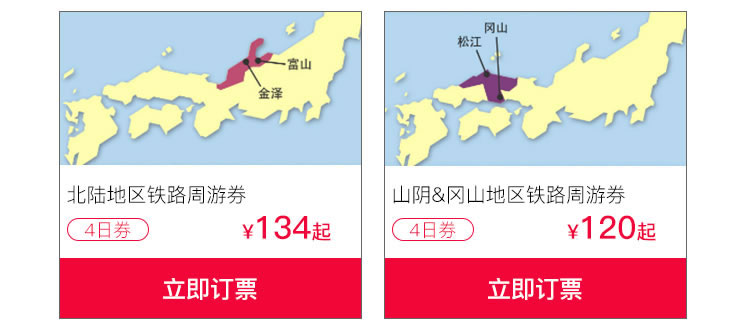 富山
金泽
北陆地区铁路周游券
4日券
¥134起
立即订票
冈山
松江
山阴&冈山地区铁路周游券
4日券
¥120起
立即订票